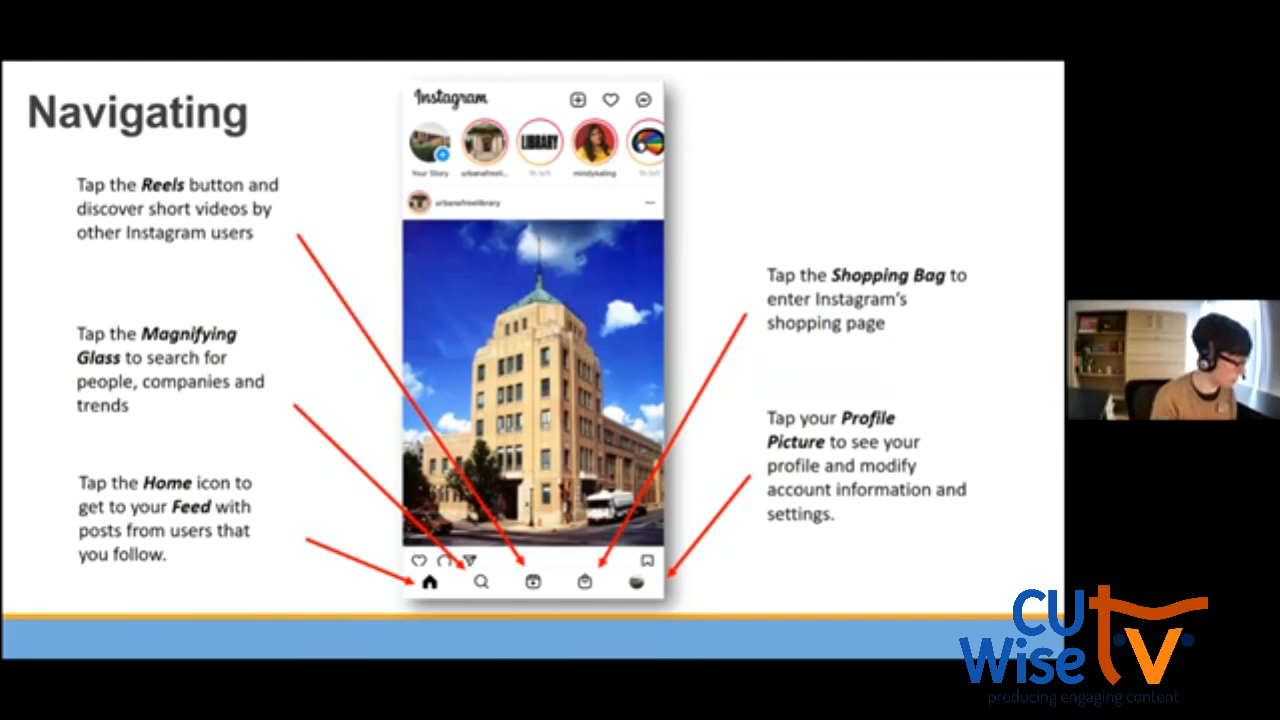 Navigating
Tap the Reels button and
discover short videos by
other Instagram users
Tap the Magnifying
Glass to search for
people, companies and
trends
Tap the Home icon to
get to your Feed with
posts from users that
you follow.
Instagram
LIBRARY
Your Story
urbanafreeli...
1h left
mindykaling
1h left
urbanafreelibrary
Tap the Shopping Bag to
enter Instagram's
shopping page
Tap your Profile
Picture to see your
profile and modify
account information and
settings.
CU
Wise
tv
producing engaging content